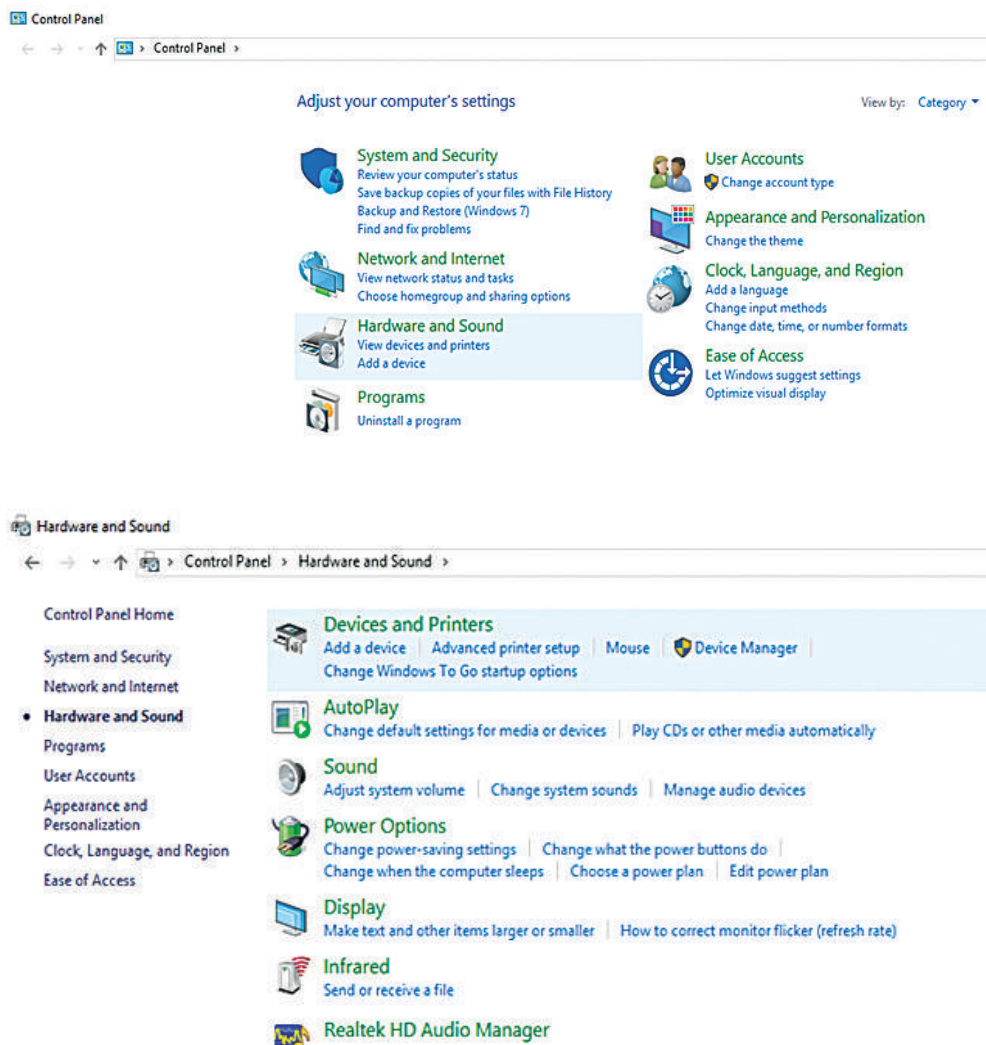 Control Panel
Control Panel >
Adjust your computer's settings
View by: Category
System and Security
Review your computer's status
Save backup copies of your files with File History
Backup and Restore (Windows 7)
Find and fix problems
Network and Internet
View network status and tasks
Choose homegroup and sharing options
Hardware and Sound
View devices and printers
Add a device
Programs
Uninstall a program
User Accounts
Change account type
Appearance and Personalization
Change the theme
Clock, Language, and Region
Add a language
Change input methods
Change date, time, or number formats
Ease of Access
Let Windows suggest settings
Optimize visual display
Hardware and Sound
Control Panel > Hardware and Sound >
Control Panel Home
System and Security
Network and Internet
Hardware and Sound
Programs
User Accounts
Appearance and
Personalization
Clock, Language, and Region
Ease of Access
Devices and Printers
Add a device | Advanced printer setup | Mouse | Device Manager |
Change Windows To Go startup options
AutoPlay
Change default settings for media or devices | Play CDs or other media automatically
Sound
Adjust system volume | Change system sounds | Manage audio devices
Power Options
Change power-saving settings | Change what the power buttons do |
Change when the computer sleeps | Choose a power plan | Edit power plan
Display
Make text and other items larger or smaller | How to correct monitor flicker (refresh rate)
Infrared
Send or receive a file
Realtek HD Audio Manager